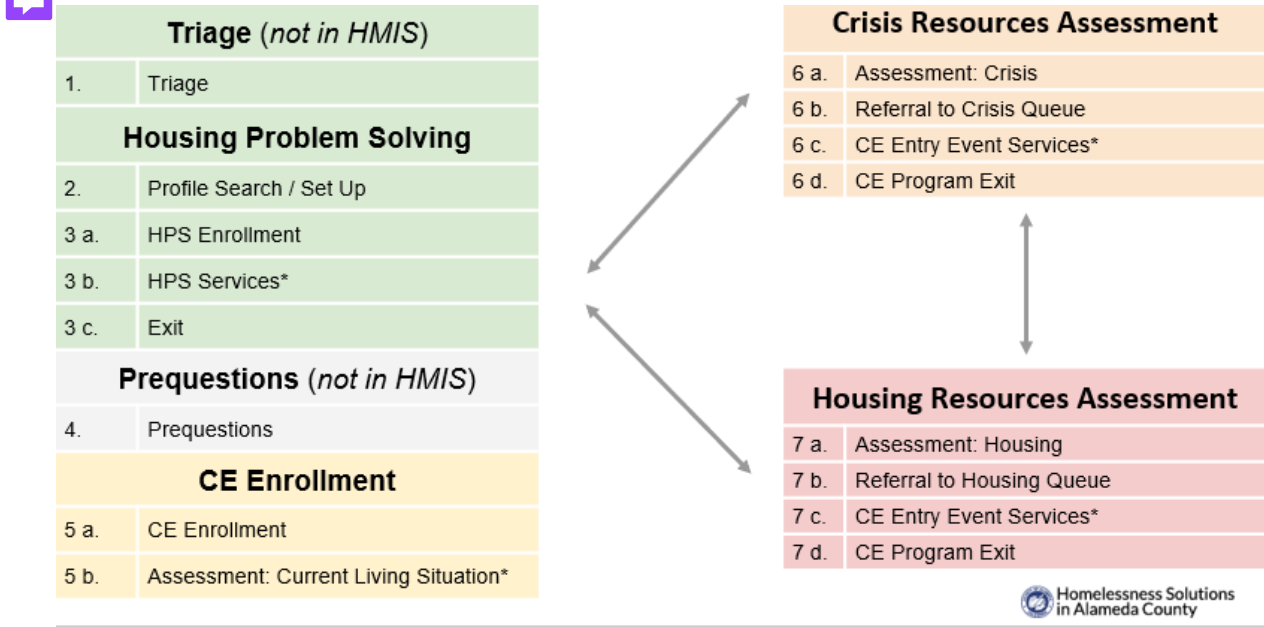 Triage (not in HMIS)
1. Triage
Housing Problem Solving
2. Profile Search / Set Up
3 a. HPS Enrollment
3 b. HPS Services*
3 c. Exit
Prequestions (not in HMIS)
4. Prequestions
CE Enrollment
5 a. CE Enrollment
5 b. Assessment: Current Living Situation*
Crisis Resources Assessment
6 a. Assessment: Crisis
6 b. Referral to Crisis Queue
6 c. CE Entry Event Services*
6 d. CE Program Exit
Housing Resources Assessment
7 a. Assessment: Housing
7 b. Referral to Housing Queue
7 c. CE Entry Event Services*
7 d. CE Program Exit
Homelessness Solutions
in Alameda County